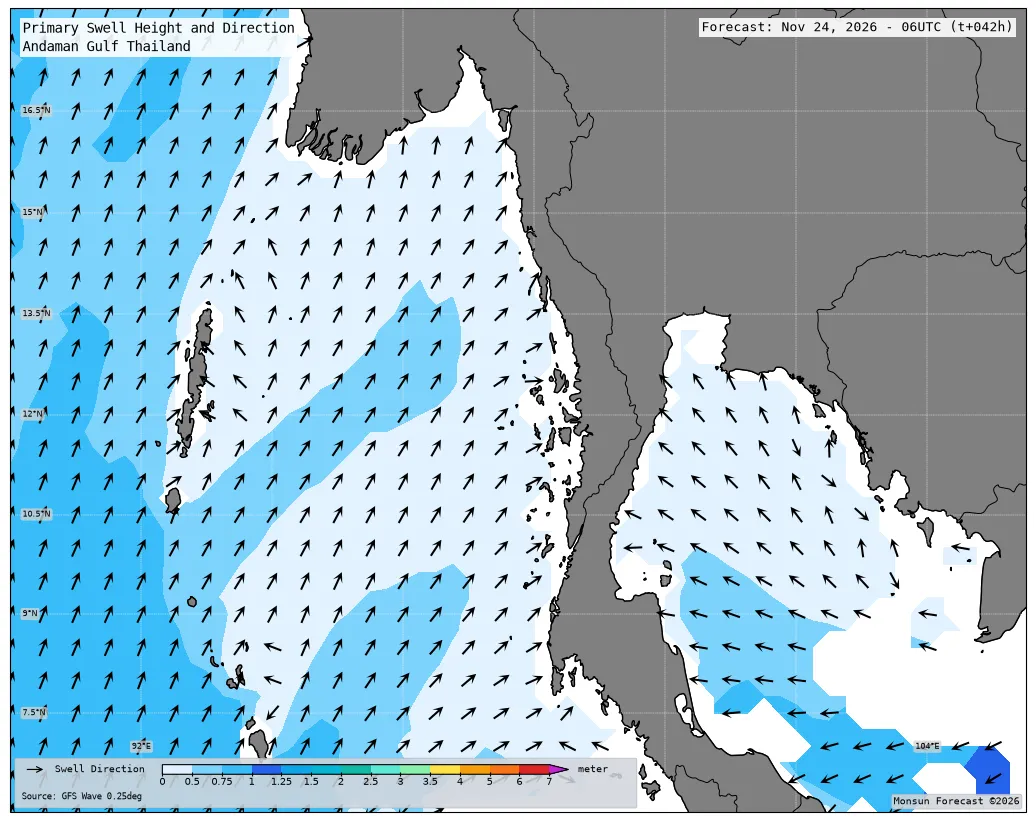 Primary Swell Height and Direction
Andaman Gulf Thailand
Forecast: Nov 24, 2026 - 06UTC (t+042h)
16.5°N
15°N
13.5°N
12°N
10.5°N
9°N
7.5°N
92°E
104°E
Swell Direction
meter
0 0.5 0.75 1 1.25 1.5 2 2.5 3 3.5 4 5 6 7
Source: GFS Wave 0.25deg
Monsun Forecast ©2026